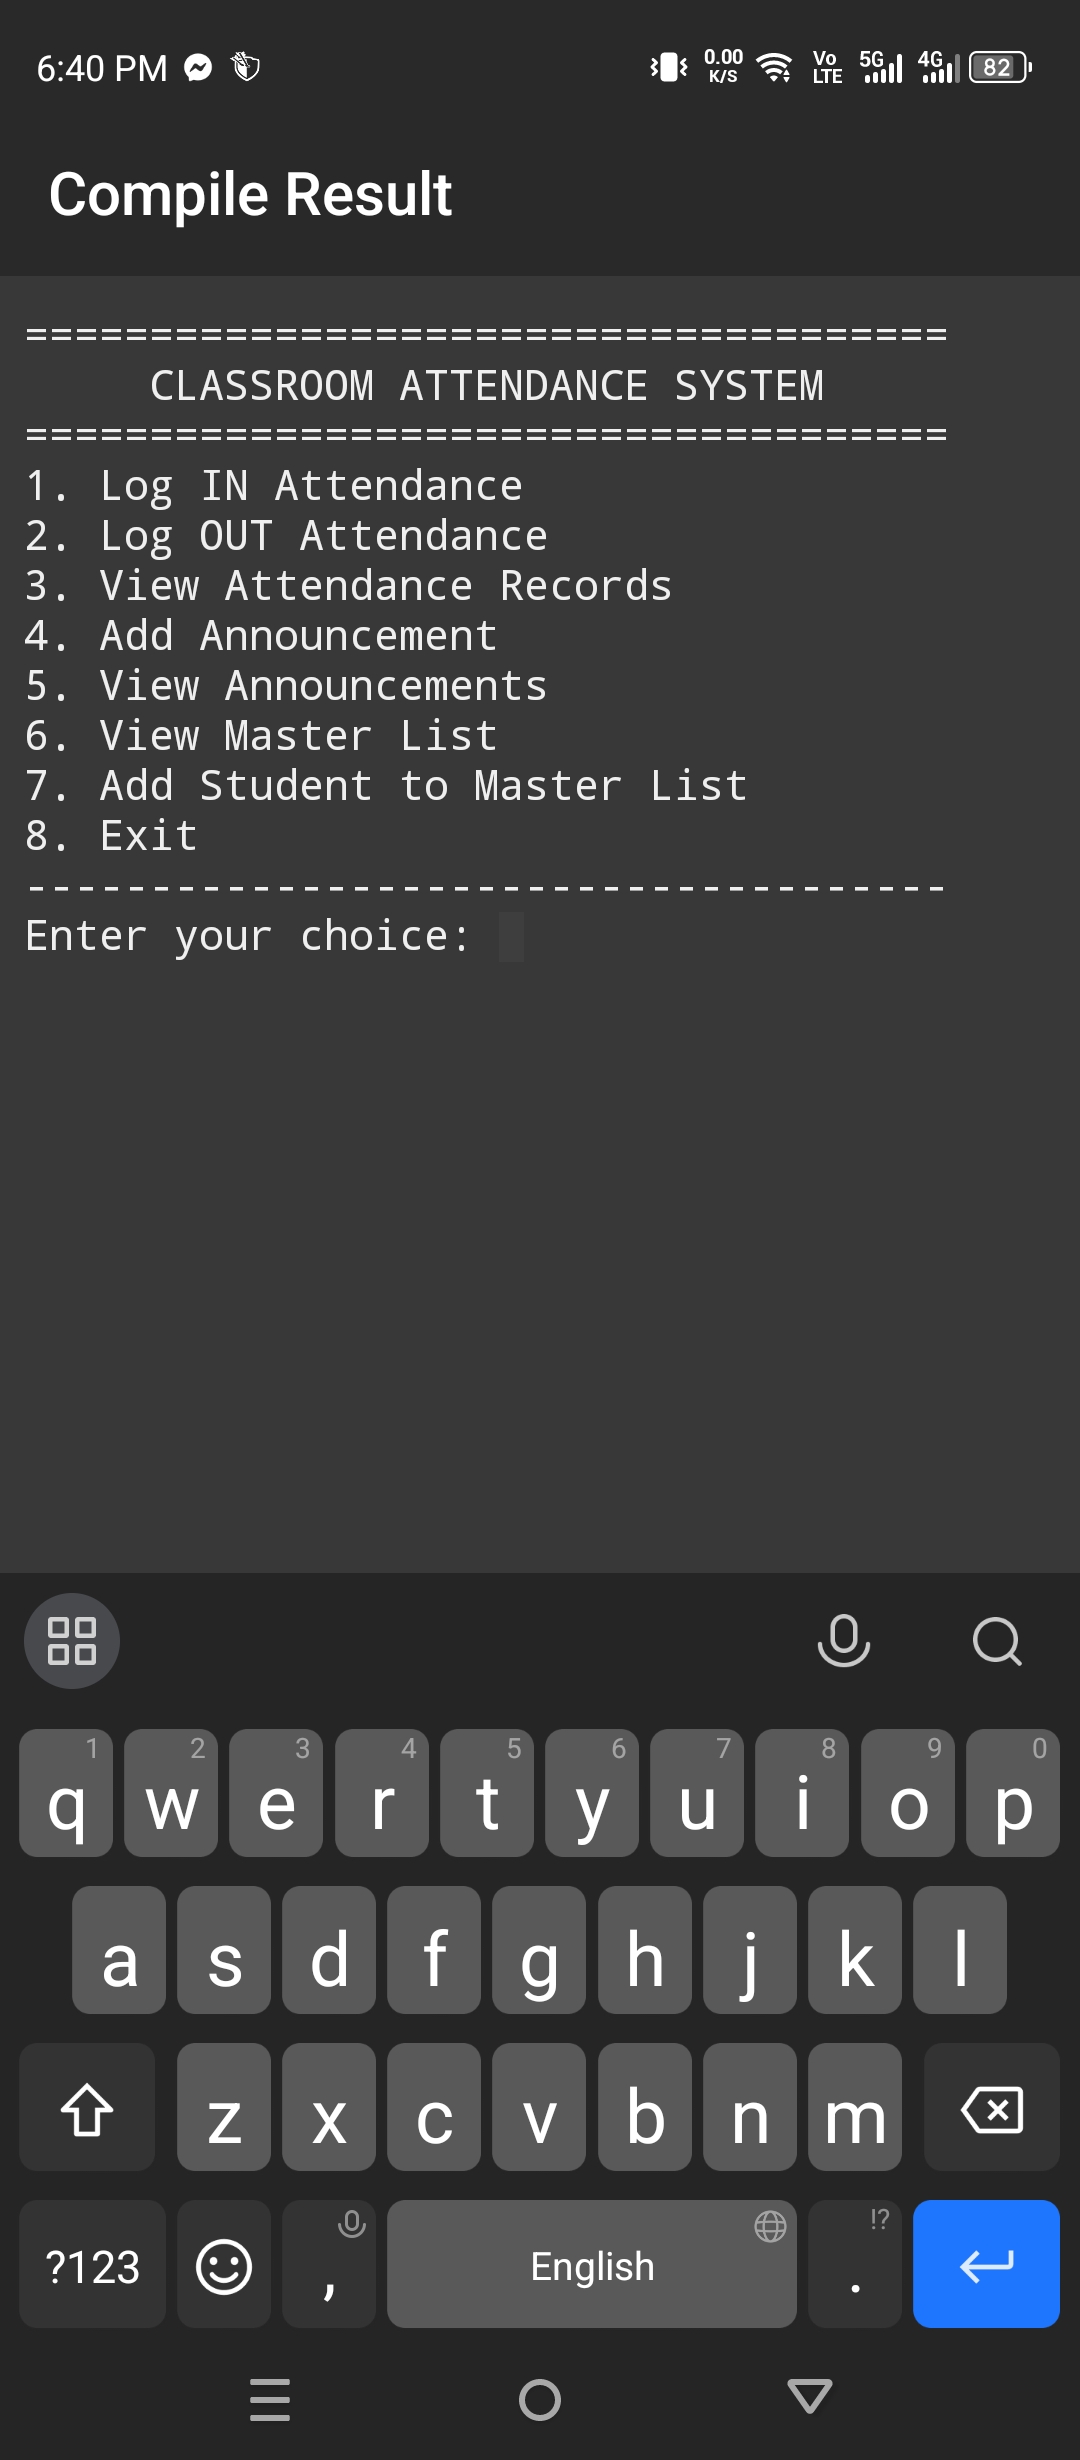 6:40 PM 0.00 K/S Vo LTE 5G 4G 82
Compile Result
=====================================
CLASSROOM ATTENDANCE SYSTEM
=====================================
1. Log IN Attendance
2. Log OUT Attendance
3. View Attendance Records
4. Add Announcement
5. View Announcements
6. View Master List
7. Add Student to Master List
8. Exit
-------------------------------------
Enter your choice:
1 2 3 4 5 6 7 8 9 0
q w e r t y u i o p
a s d f g h j k l
z x c v b n m
!?
?123 , English .